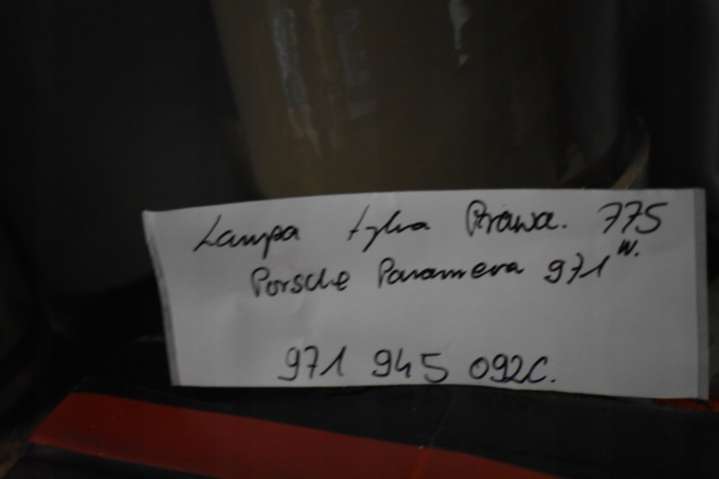 Lampa tylna Prawa. 775
Porsche Panamera 971 W.
971 945 092C.